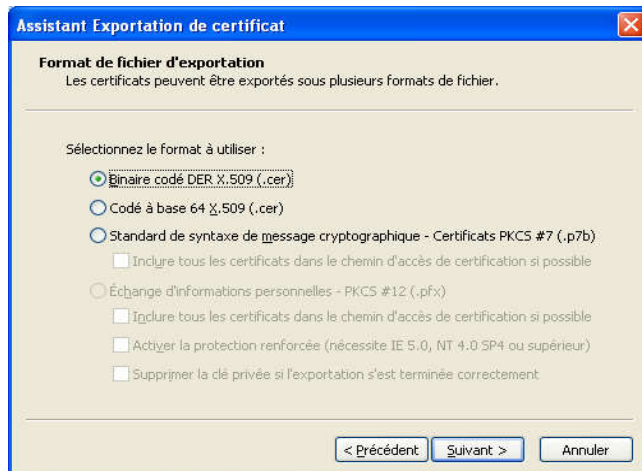 Assistant Exportation de certificat
Format de fichier d'exportation
Les certificats peuvent être exportés sous plusieurs formats de fichier.
Sélectionnez le format à utiliser :
Binaire codé DER X.509 (.cer)
Codé à base 64 X.509 (.cer)
Standard de syntaxe de message cryptographique - Certificats PKCS #7 (.p7b)
Inclure tous les certificats dans le chemin d'accès de certification si possible
Échange d'informations personnelles - PKCS #12 (.pfx)
Inclure tous les certificats dans le chemin d'accès de certification si possible
Activer la protection renforcée (nécessite IE 5.0, NT 4.0 SP4 ou supérieur)
Supprimer la clé privée si l'exportation s'est terminée correctement
< Précédent Suivant > Annuler